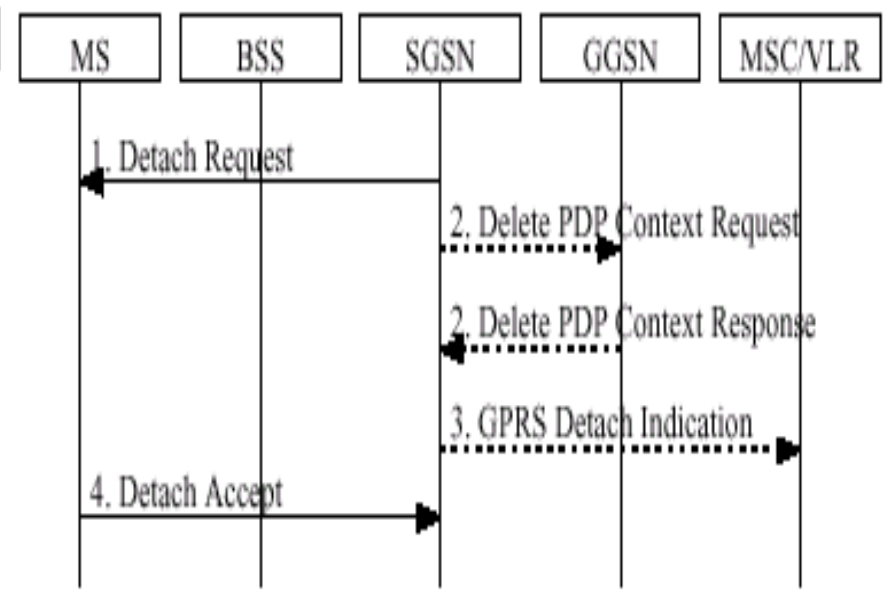 MS BSS SGSN GGSN MSC/VLR
1. Detach Request
2. Delete PDP Context Request
2. Delete PDP Context Response
3. GPRS Detach Indication
4. Detach Accept